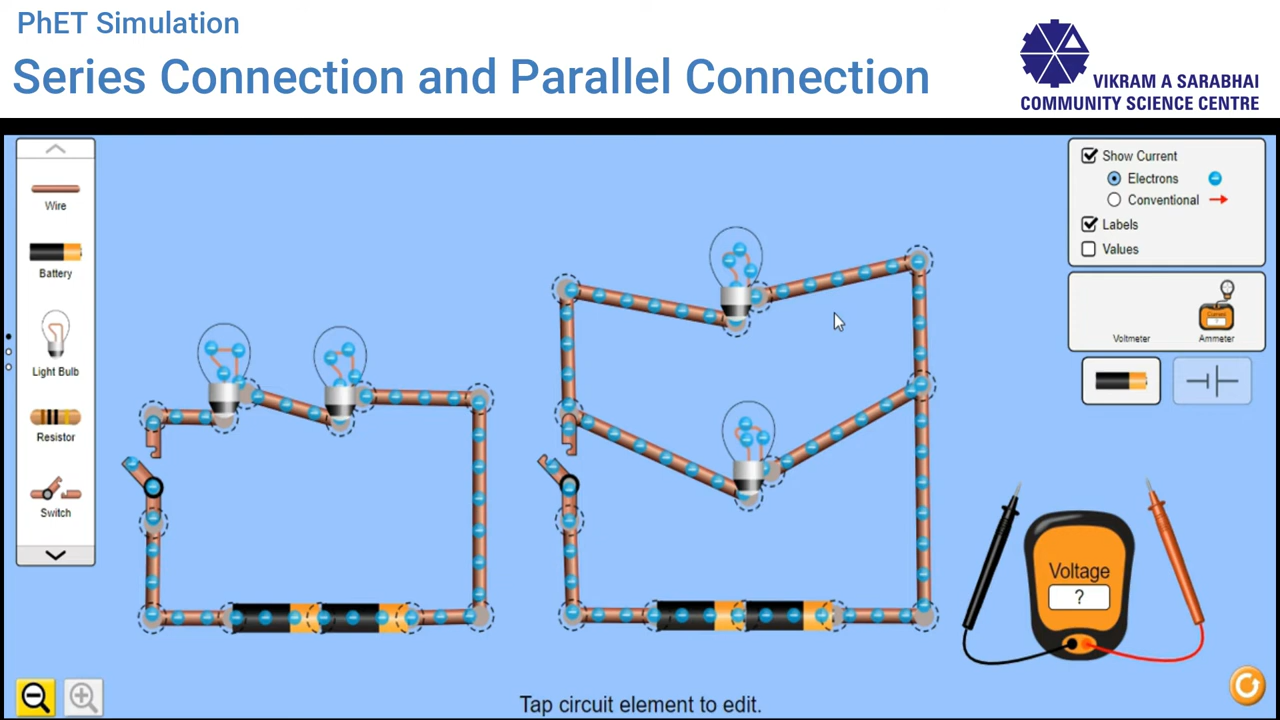 PhET Simulation
Series Connection and Parallel Connection
VIKRAM A SARABHAI
COMMUNITY SCIENCE CENTRE
Wire
Battery
Light Bulb
Resistor
Switch
Show Current
Electrons
Conventional
Labels
Values
Voltmeter
Ammeter
Voltage
?
Tap circuit element to edit.